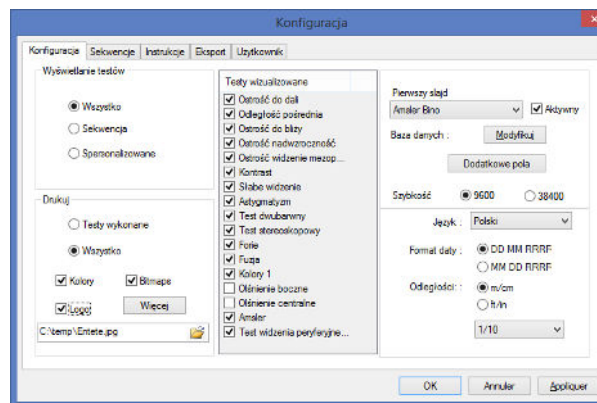 Konfiguracja
Konfiguracja Sekwencje Instrukcje Eksport Użytkownik
Wyświetlanie testów
Wszystko
Sekwencja
Spersonalizowane
Drukuj
Testy wykonane
Wszystko
Kolory Bitmaps
Logo Więcej
C:\temp\Entete.jpg
Testy wizualizowane
Ostrość do dali
Odległość pośrednia
Ostrość do bliży
Ostrość nadwzroczność
Ostrość widzenie mezop...
Kontrast
Słabe widzenie
Astygmatyzm
Test dwubarwny
Test stereoskopowy
Forie
Fuzja
Kolory 1
Olśnienie boczne
Olśnienie centralne
Amsler
Test widzenia peryferyjne...
Pierwszy slajd
Amsler Bino Aktywny
Baza danych : Modyfikuj
Dodatkowe pola
Szybkość 9600 38400
Język : Polski
Format daty : DD MM RRRR
MM DD RRRR
Odległości: : m/cm
ft/in
1/10
OK Annuler Appliquer